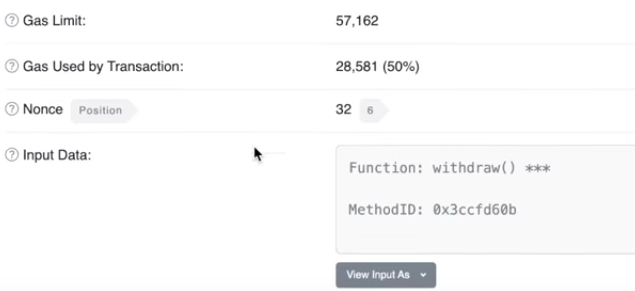 Gas Limit: 57,162
Gas Used by Transaction: 28,581 (50%)
Nonce Position 32 6
Input Data:
Function: withdraw() ***
MethodID: 0x3ccfd60b
View Input As